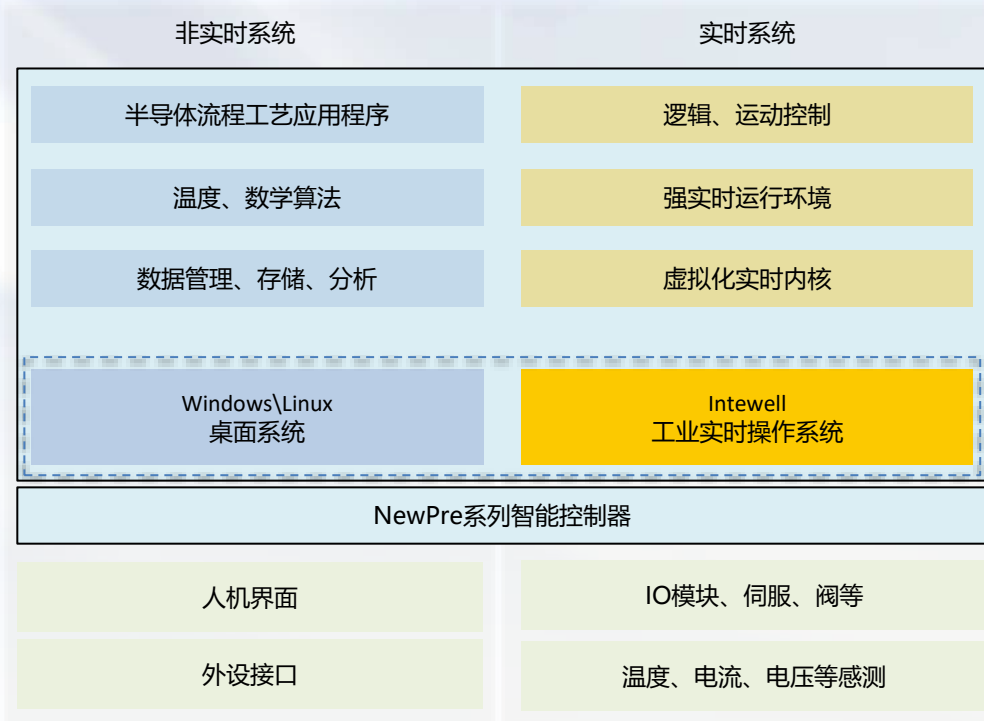 非实时系统
实时系统
半导体流程工艺应用程序
逻辑、运动控制
温度、数学算法
强实时运行环境
数据管理、存储、分析
虚拟化实时内核
Windows\Linux
桌面系统
Intewell
工业实时操作系统
NewPre系列智能控制器
人机界面
IO模块、伺服、阀等
外设接口
温度、电流、电压等感测